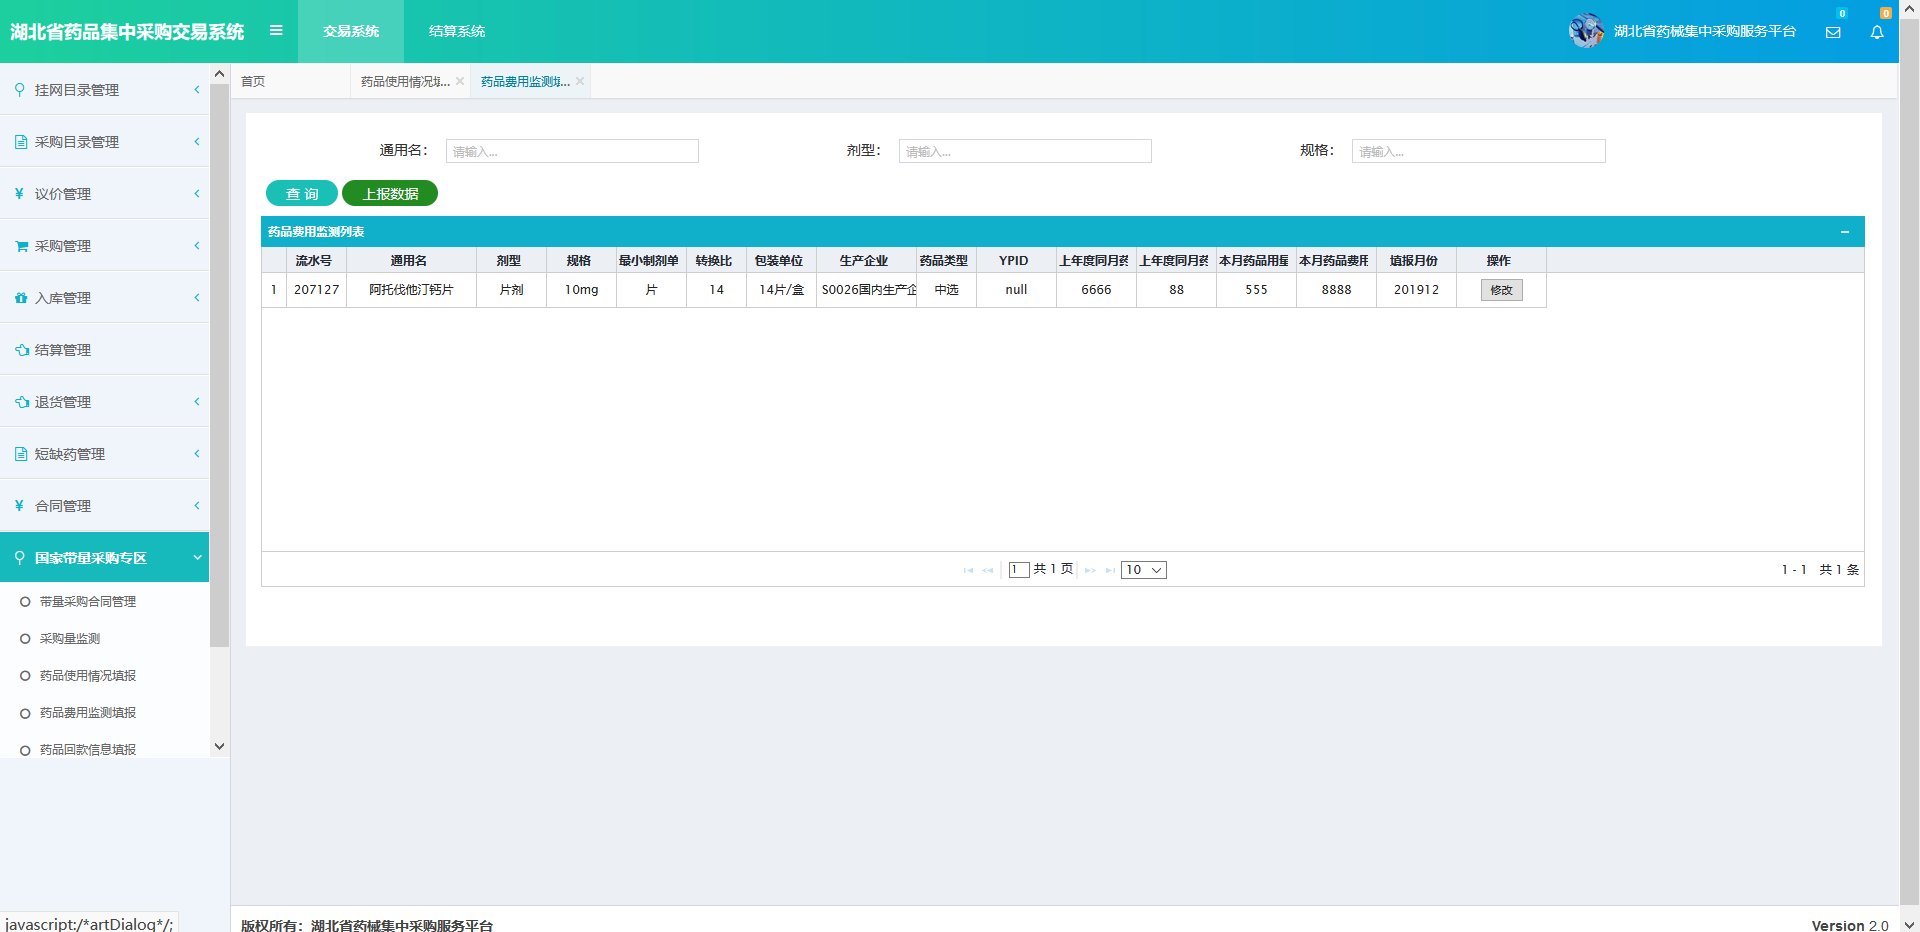 湖北省药品集中采购交易系统
交易系统
结算系统
湖北省药械集中采购服务平台
0
0
挂网目录管理
采购目录管理
¥ 议价管理
采购管理
入库管理
结算管理
退货管理
短缺药管理
¥ 合同管理
国家带量采购专区
带量采购合同管理
采购量监测
药品使用情况填报
药品费用监测填报
药品回款信息填报
首页
药品使用情况填...
药品费用监测填...
通用名： 请输入...
剂型： 请输入...
规格： 请输入...
查 询
上报数据
药品费用监测列表
流水号 通用名 剂型 规格 最小制剂单 转换比 包装单位 生产企业 药品类型 YPID 上年度同月药 上年度同月药 本月药品用量 本月药品费用 填报月份 操作
1 207127 阿托伐他汀钙片 片剂 10mg 片 14 14片/盒 S0026国内生产企 中选 null 6666 88 555 8888 201912 修改
1 共 1 页 10
1 - 1 共 1 条
版权所有：湖北省药械集中采购服务平台
Version 2.0
javascript:/*artDialog*/;